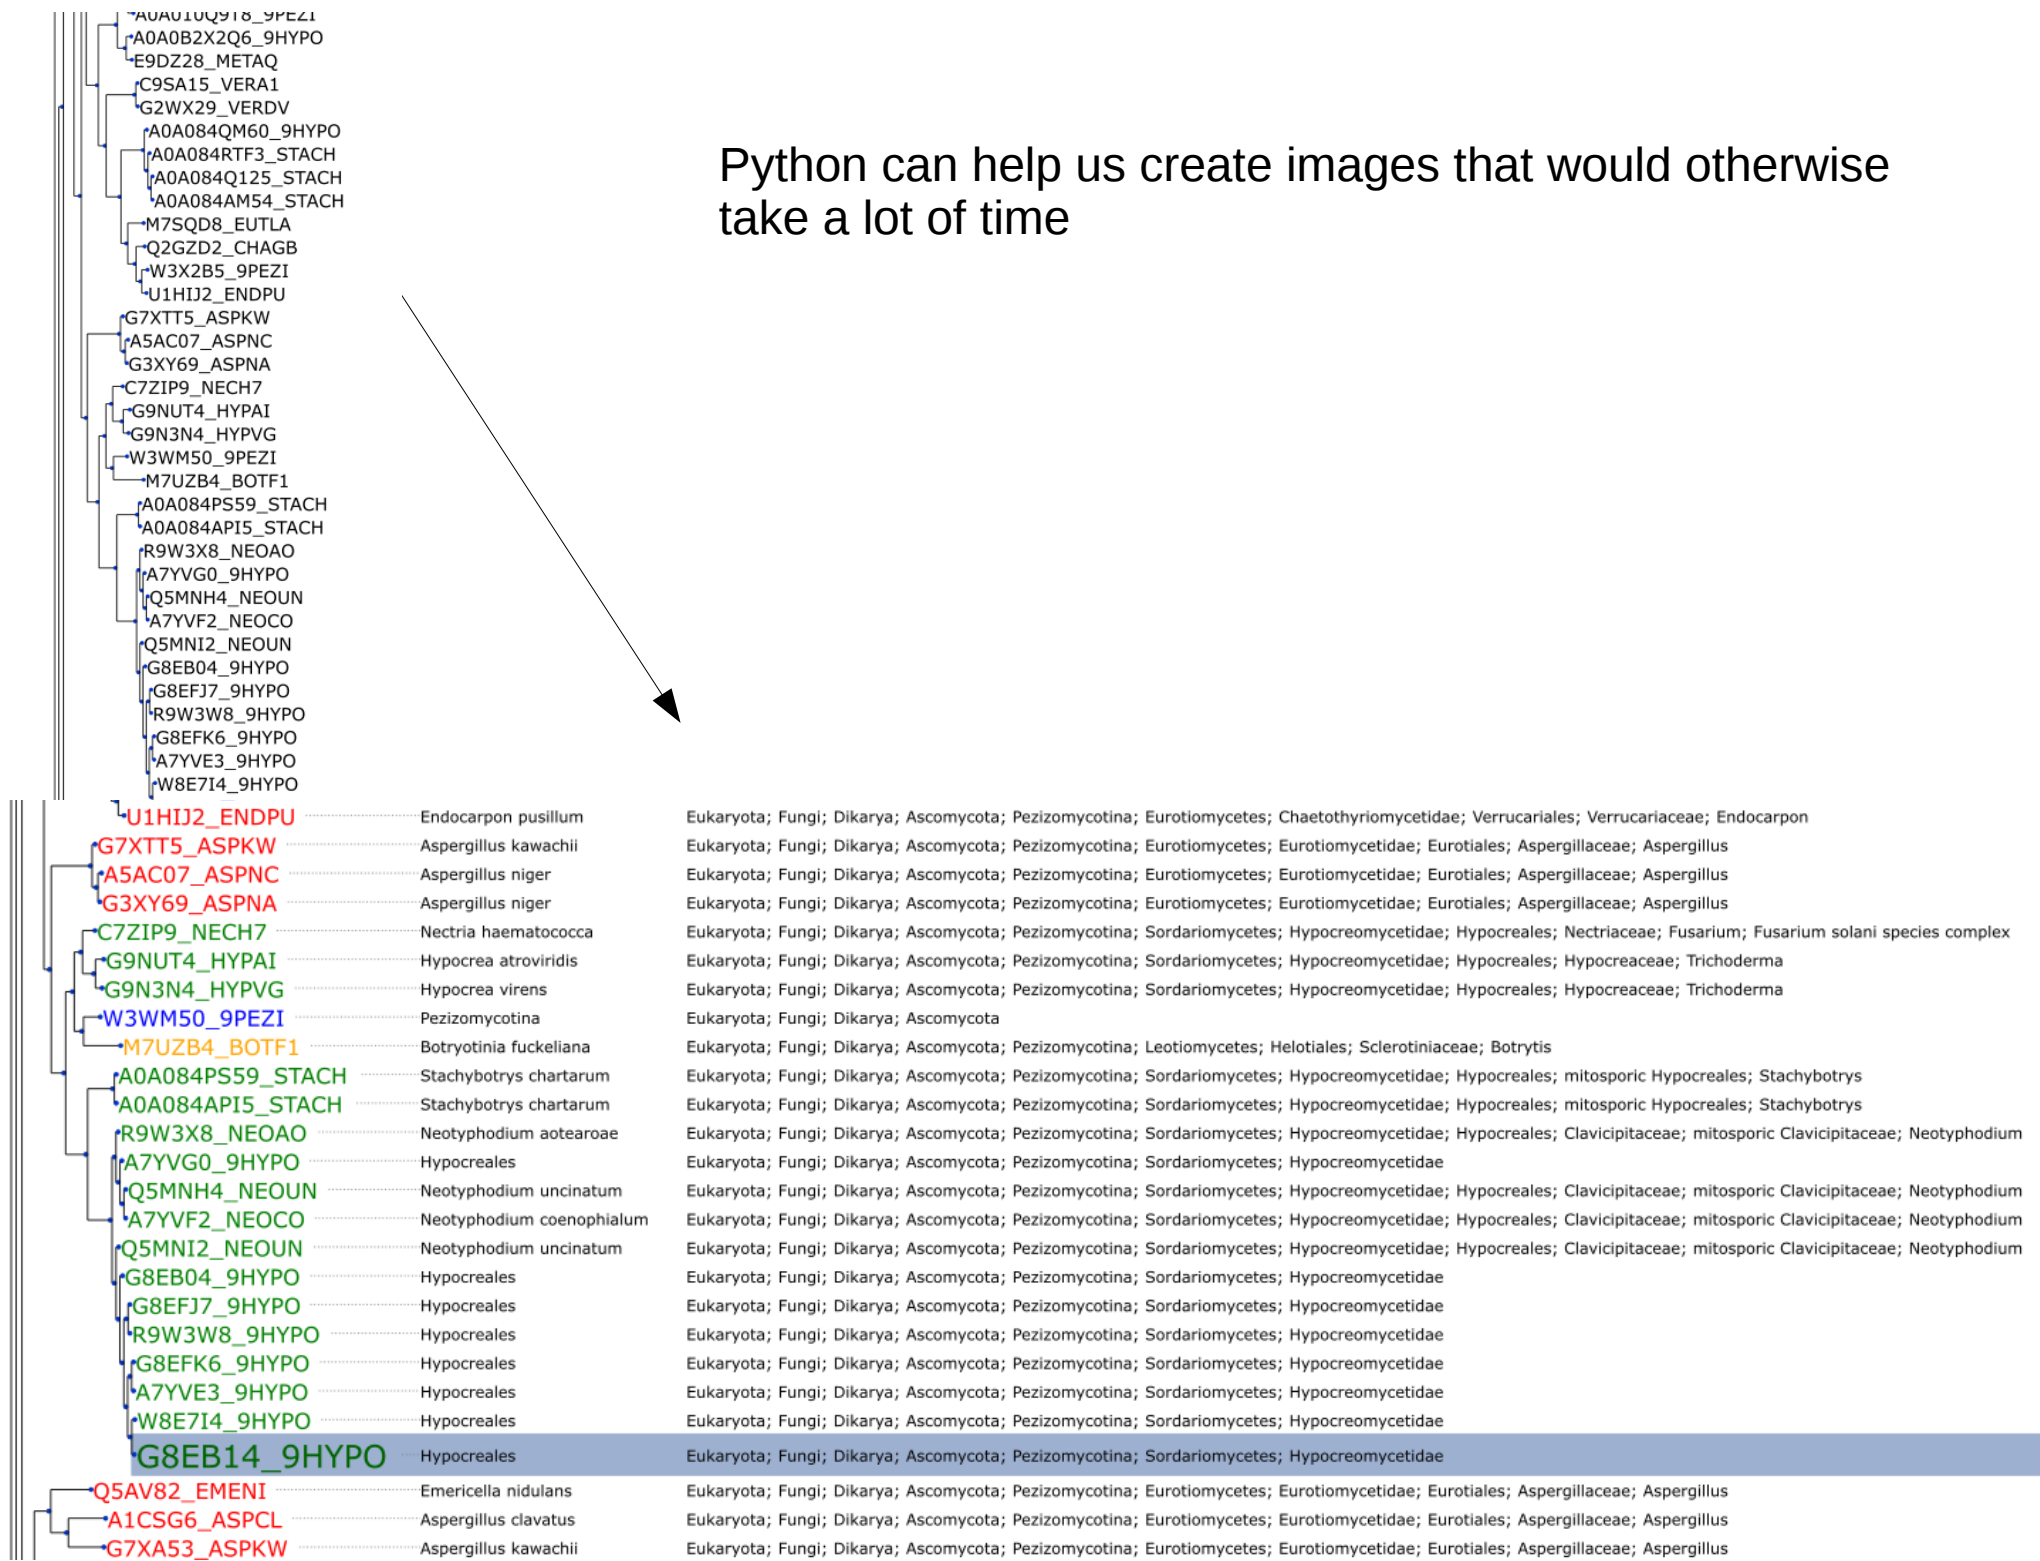 A0A010Q9T8_9PEZI
A0A0B2X2Q6_9HYPO
E9DZ28_METAQ
C9SA15_VERA1
G2WX29_VERDV
A0A084QM60_9HYPO
A0A084RTF3_STACH
A0A084Q125_STACH
A0A084AM54_STACH
M7SQD8_EUTLA
Q2GZD2_CHAGB
W3X2B5_9PEZI
U1HIJ2_ENDPU
G7XTT5_ASPKW
A5AC07_ASPNC
G3XY69_ASPNA
C7ZIP9_NECH7
G9NUT4_HYPAI
G9N3N4_HYPVG
W3WM50_9PEZI
M7UZB4_BOTF1
A0A084PS59_STACH
A0A084API5_STACH
R9W3X8_NEOAO
A7YVG0_9HYPO
Q5MNH4_NEOUN
A7YVF2_NEOCO
Q5MNI2_NEOUN
G8EB04_9HYPO
G8EFJ7_9HYPO
R9W3W8_9HYPO
G8EFK6_9HYPO
A7YVE3_9HYPO
W8E7I4_9HYPO
Python can help us create images that would otherwise
take a lot of time
U1HIJ2_ENDPU Endocarpon pusillum Eukaryota; Fungi; Dikarya; Ascomycota; Pezizomycotina; Eurotiomycetes; Chaetothyriomycetidae; Verrucariales; Verrucariaceae; Endocarpon
G7XTT5_ASPKW Aspergillus kawachii Eukaryota; Fungi; Dikarya; Ascomycota; Pezizomycotina; Eurotiomycetes; Eurotiomycetidae; Eurotiales; Aspergillaceae; Aspergillus
A5AC07_ASPNC Aspergillus niger Eukaryota; Fungi; Dikarya; Ascomycota; Pezizomycotina; Eurotiomycetes; Eurotiomycetidae; Eurotiales; Aspergillaceae; Aspergillus
G3XY69_ASPNA Aspergillus niger Eukaryota; Fungi; Dikarya; Ascomycota; Pezizomycotina; Eurotiomycetes; Eurotiomycetidae; Eurotiales; Aspergillaceae; Aspergillus
C7ZIP9_NECH7 Nectria haematococca Eukaryota; Fungi; Dikarya; Ascomycota; Pezizomycotina; Sordariomycetes; Hypocreomycetidae; Hypocreales; Nectriaceae; Fusarium; Fusarium solani species complex
G9NUT4_HYPAI Hypocrea atroviridis Eukaryota; Fungi; Dikarya; Ascomycota; Pezizomycotina; Sordariomycetes; Hypocreomycetidae; Hypocreales; Hypocreaceae; Trichoderma
G9N3N4_HYPVG Hypocrea virens Eukaryota; Fungi; Dikarya; Ascomycota; Pezizomycotina; Sordariomycetes; Hypocreomycetidae; Hypocreales; Hypocreaceae; Trichoderma
W3WM50_9PEZI Pezizomycotina Eukaryota; Fungi; Dikarya; Ascomycota
M7UZB4_BOTF1 Botryotinia fuckeliana Eukaryota; Fungi; Dikarya; Ascomycota; Pezizomycotina; Leotiomycetes; Helotiales; Sclerotiniaceae; Botrytis
A0A084PS59_STACH Stachybotrys chartarum Eukaryota; Fungi; Dikarya; Ascomycota; Pezizomycotina; Sordariomycetes; Hypocreomycetidae; Hypocreales; mitosporic Hypocreales; Stachybotrys
A0A084API5_STACH Stachybotrys chartarum Eukaryota; Fungi; Dikarya; Ascomycota; Pezizomycotina; Sordariomycetes; Hypocreomycetidae; Hypocreales; mitosporic Hypocreales; Stachybotrys
R9W3X8_NEOAO Neotyphodium aotearoae Eukaryota; Fungi; Dikarya; Ascomycota; Pezizomycotina; Sordariomycetes; Hypocreomycetidae; Hypocreales; Clavicipitaceae; mitosporic Clavicipitaceae; Neotyphodium
A7YVG0_9HYPO Hypocreales Eukaryota; Fungi; Dikarya; Ascomycota; Pezizomycotina; Sordariomycetes; Hypocreomycetidae
Q5MNH4_NEOUN Neotyphodium uncinatum Eukaryota; Fungi; Dikarya; Ascomycota; Pezizomycotina; Sordariomycetes; Hypocreomycetidae; Hypocreales; Clavicipitaceae; mitosporic Clavicipitaceae; Neotyphodium
A7YVF2_NEOCO Neotyphodium coenophialum Eukaryota; Fungi; Dikarya; Ascomycota; Pezizomycotina; Sordariomycetes; Hypocreomycetidae; Hypocreales; Clavicipitaceae; mitosporic Clavicipitaceae; Neotyphodium
Q5MNI2_NEOUN Neotyphodium uncinatum Eukaryota; Fungi; Dikarya; Ascomycota; Pezizomycotina; Sordariomycetes; Hypocreomycetidae; Hypocreales; Clavicipitaceae; mitosporic Clavicipitaceae; Neotyphodium
G8EB04_9HYPO Hypocreales Eukaryota; Fungi; Dikarya; Ascomycota; Pezizomycotina; Sordariomycetes; Hypocreomycetidae
G8EFJ7_9HYPO Hypocreales Eukaryota; Fungi; Dikarya; Ascomycota; Pezizomycotina; Sordariomycetes; Hypocreomycetidae
R9W3W8_9HYPO Hypocreales Eukaryota; Fungi; Dikarya; Ascomycota; Pezizomycotina; Sordariomycetes; Hypocreomycetidae
G8EFK6_9HYPO Hypocreales Eukaryota; Fungi; Dikarya; Ascomycota; Pezizomycotina; Sordariomycetes; Hypocreomycetidae
A7YVE3_9HYPO Hypocreales Eukaryota; Fungi; Dikarya; Ascomycota; Pezizomycotina; Sordariomycetes; Hypocreomycetidae
W8E7I4_9HYPO Hypocreales Eukaryota; Fungi; Dikarya; Ascomycota; Pezizomycotina; Sordariomycetes; Hypocreomycetidae
G8EB14_9HYPO Hypocreales Eukaryota; Fungi; Dikarya; Ascomycota; Pezizomycotina; Sordariomycetes; Hypocreomycetidae
Q5AV82_EMENI Emericella nidulans Eukaryota; Fungi; Dikarya; Ascomycota; Pezizomycotina; Eurotiomycetes; Eurotiomycetidae; Eurotiales; Aspergillaceae; Aspergillus
A1CSG6_ASPCL Aspergillus clavatus Eukaryota; Fungi; Dikarya; Ascomycota; Pezizomycotina; Eurotiomycetes; Eurotiomycetidae; Eurotiales; Aspergillaceae; Aspergillus
G7XA53_ASPKW Aspergillus kawachii Eukaryota; Fungi; Dikarya; Ascomycota; Pezizomycotina; Eurotiomycetes; Eurotiomycetidae; Eurotiales; Aspergillaceae; Aspergillus